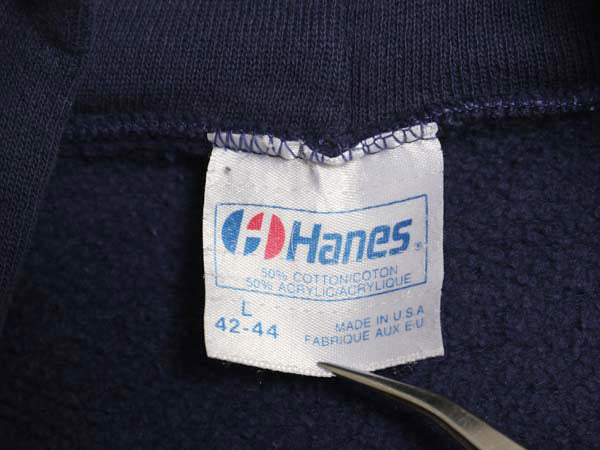 Hanes®
50% COTTON/COTON
50% ACRYLIC/ACRYLIQUE
L
42-44
MADE IN U.S.A
FABRIQUE AUX E-U